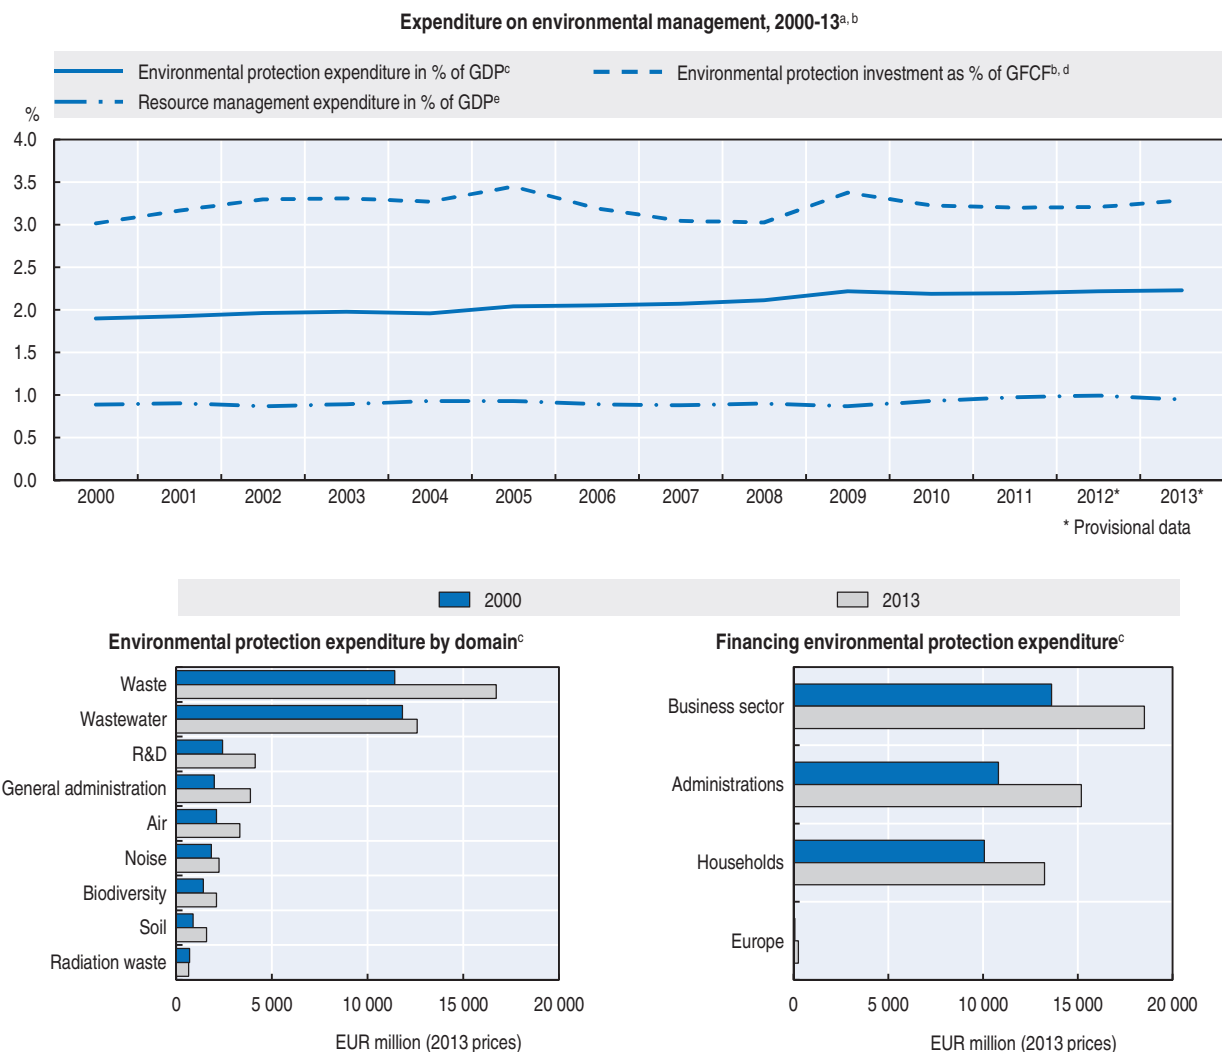 Expenditure on environmental management, 2000-13a, b
Environmental protection expenditure in % of GDPc
Environmental protection investment as % of GFCFb, d
Resource management expenditure in % of GDPe
%
4.0
3.5
3.0
2.5
2.0
1.5
1.0
0.5
0.0
2000 2001 2002 2003 2004 2005 2006 2007 2008 2009 2010 2011 2012* 2013*
* Provisional data
2000 2013
Environmental protection expenditure by domainc
Waste
Wastewater
R&D
General administration
Air
Noise
Biodiversity
Soil
Radiation waste
0 5 000 10 000 15 000 20 000
EUR million (2013 prices)
Financing environmental protection expenditurec
Business sector
Administrations
Households
Europe
0 5 000 10 000 15 000 20 000
EUR million (2013 prices)